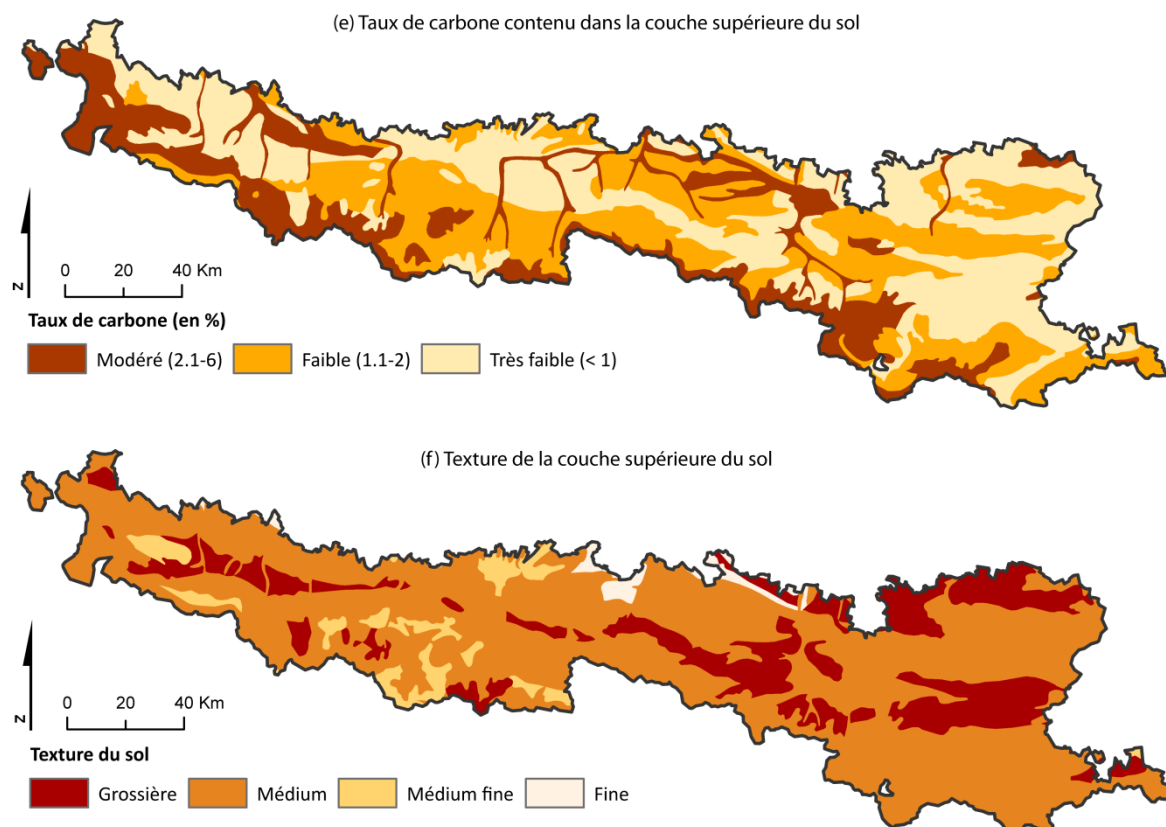 (e) Taux de carbone contenu dans la couche supérieure du sol
N
0 20 40 Km
Taux de carbone (en %)
Modéré (2.1-6) Faible (1.1-2) Très faible (< 1)
(f) Texture de la couche supérieure du sol
N
0 20 40 Km
Texture du sol
Grossière Médium Médium fine Fine